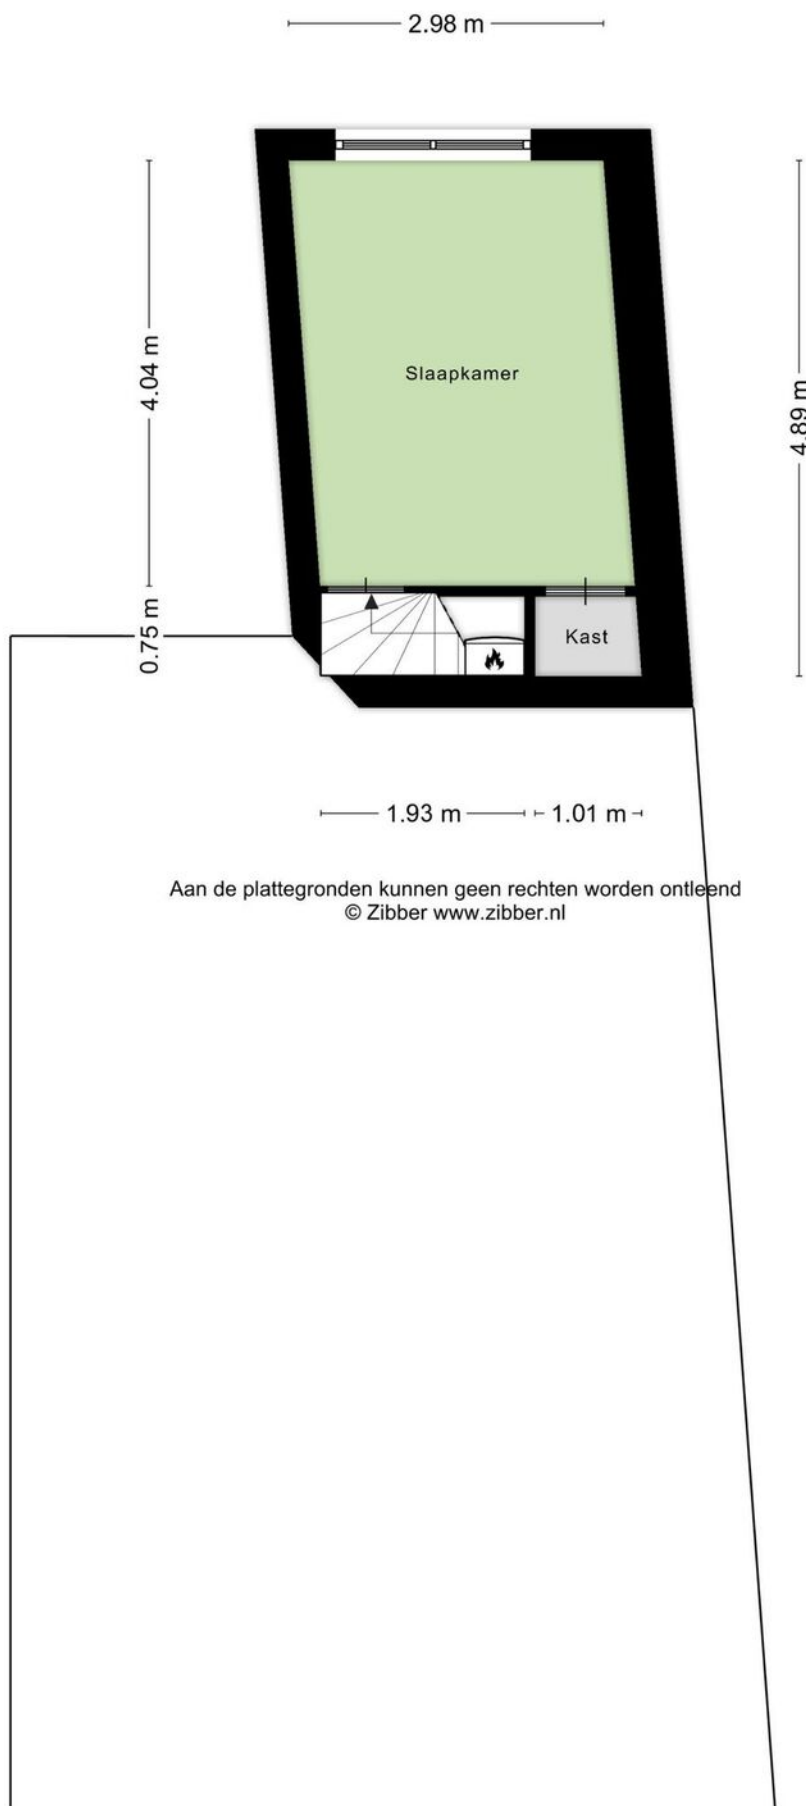 2.98 m
4.04 m
Slaapkamer
4.89 m
0.75 m
Kast
1.93 m
1.01 m
Aan de plattegronden kunnen geen rechten worden ontleend
© Zibber www.zibber.nl